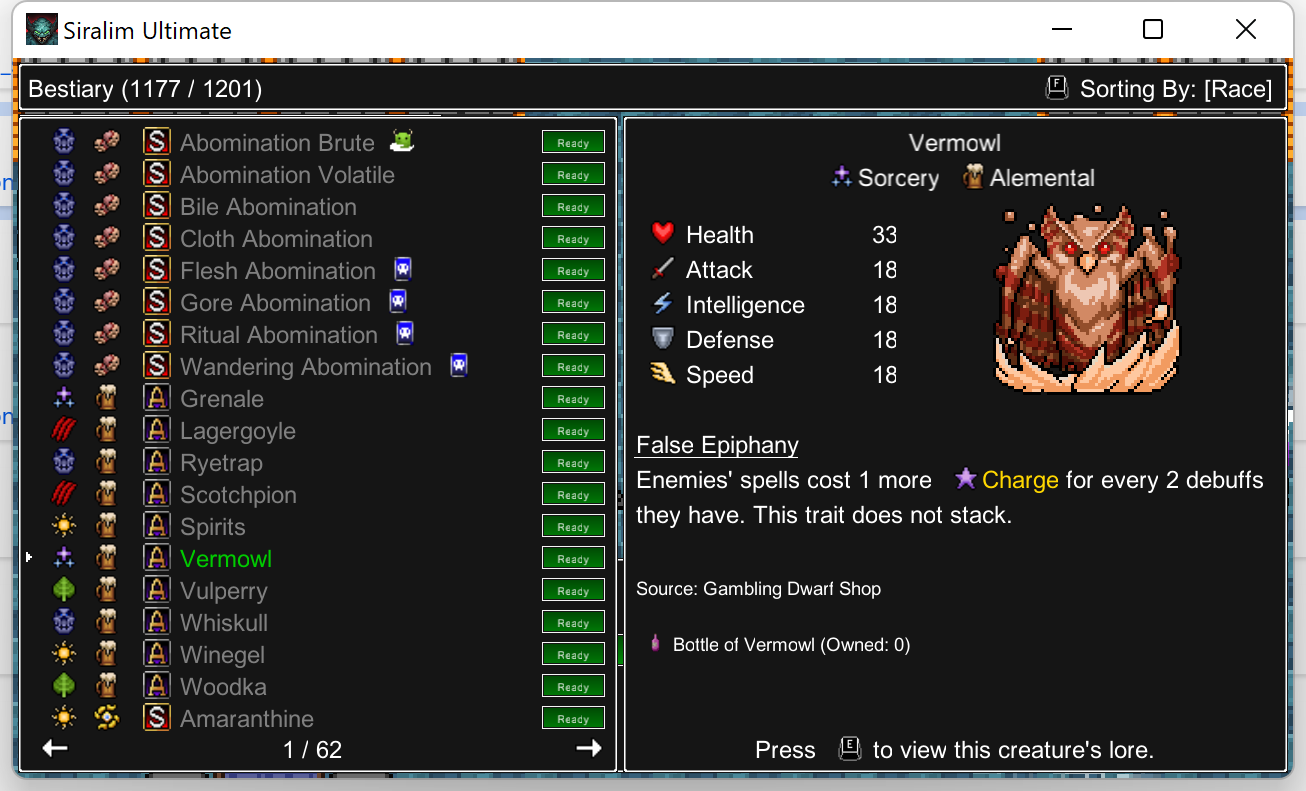 Siralim Ultimate
Bestiary (1177 / 1201)
F Sorting By: [Race]
S Abomination Brute Ready
S Abomination Volatile Ready
S Bile Abomination Ready
S Cloth Abomination Ready
S Flesh Abomination Ready
S Gore Abomination Ready
S Ritual Abomination Ready
S Wandering Abomination Ready
A Grenale Ready
A Lagergoyle Ready
A Ryetrap Ready
A Scotchpion Ready
A Spirits Ready
A Vermowl Ready
A Vulperry Ready
A Whiskull Ready
A Winegel Ready
A Woodka Ready
S Amaranthine Ready
1 / 62
Vermowl
Sorcery Alemental
Health 33
Attack 18
Intelligence 18
Defense 18
Speed 18
False Epiphany
Enemies' spells cost 1 more Charge for every 2 debuffs
they have. This trait does not stack.
Source: Gambling Dwarf Shop
Bottle of Vermowl (Owned: 0)
Press E to view this creature's lore.